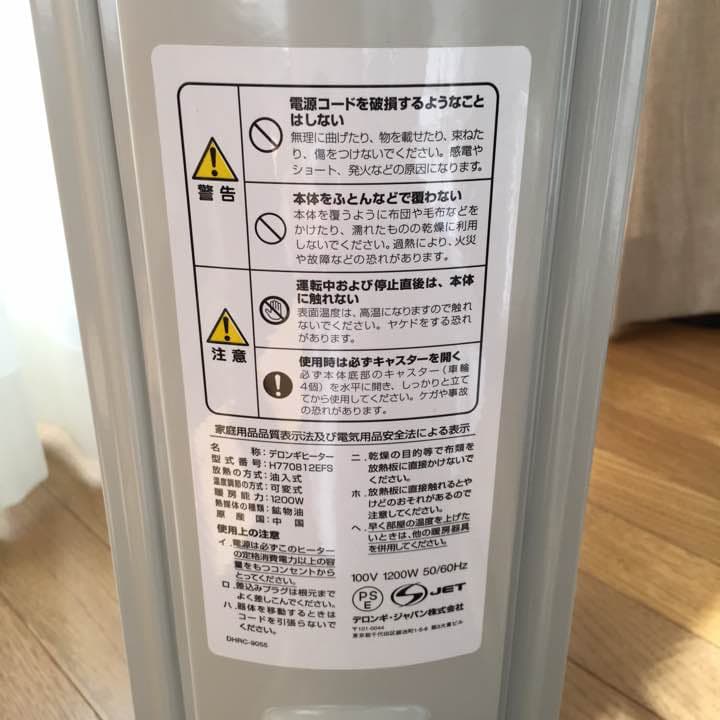 電源コードを破損するようなこと
はしない
無理に曲げたり、物を載せたり、束ねた
り、傷をつけないでください。感電や
ショート、発火などの原因になります。
警告
本体をふとんなどで覆わない
本体を覆うように布団や毛布などを
かけたり、濡れたものの乾燥に利用
しないでください。過熱により、火災
や故障などの恐れがあります。
運転中および停止直後は、本体
に触れない
表面温度は、高温になりますので触れ
ないでください。ヤケドをする恐れ
があります。
注意
使用時は必ずキャスターを開く
必ず本体底部のキャスター（車輪
4個）を水平に開き、しっかりと立て
てから使用してください。ケガや事故
の恐れがあります。
家庭用品品質表示法及び電気用品安全法による表示
名称：デロンギヒーター
型式番号：H770812EFS
放熱の方式：油入式
温度調節の方式：可変式
暖房能力：1200W
熱媒体の種類：鉱物油
原産国：中国
使用上の注意
イ．電源は必ずこのヒーター
の定格消費電力以上の容
量をもつコンセントから
とってください。
ロ．差込みプラグは根元まで
よく差しこんでください。
ハ．器体を移動するときは
コードを引張らないで
ください。
DHRC-9055
ニ．乾燥の目的等で布類を
放熱板に直接かけないで
ください。
ホ．放熱板に直接触れるとや
けどのおそれがあるので
注意してください。
ヘ．早く部屋の温度を上げた
いときは、他の暖房器具
を併用してください。
100V 1200W 50/60Hz
PS
E
S JET
デロンギ・ジャパン株式会社
〒101-0044
東京都千代田区鍛冶町1-5-6 第3大東ビル